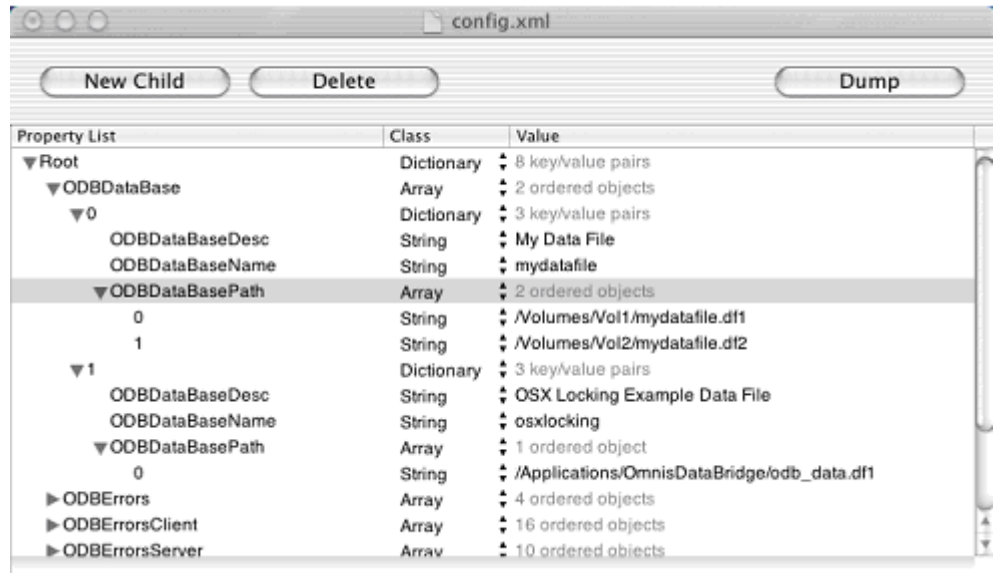 config.xml
New Child Delete Dump
Property List Class Value
Root Dictionary 8 key/value pairs
ODBDataBase Array 2 ordered objects
0 Dictionary 3 key/value pairs
ODBDataBaseDesc String My Data File
ODBDataBaseName String mydatafile
ODBDataBasePath Array 2 ordered objects
0 String /Volumes/Vol1/mydatafile.df1
1 String /Volumes/Vol2/mydatafile.df2
1 Dictionary 3 key/value pairs
ODBDataBaseDesc String OSX Locking Example Data File
ODBDataBaseName String osxlocking
ODBDataBasePath Array 1 ordered object
0 String /Applications/OmnisDataBridge/odb_data.df1
ODBErrors Array 4 ordered objects
ODBErrorsClient Array 16 ordered objects
ODBErrorsServer Array 10 ordered objects